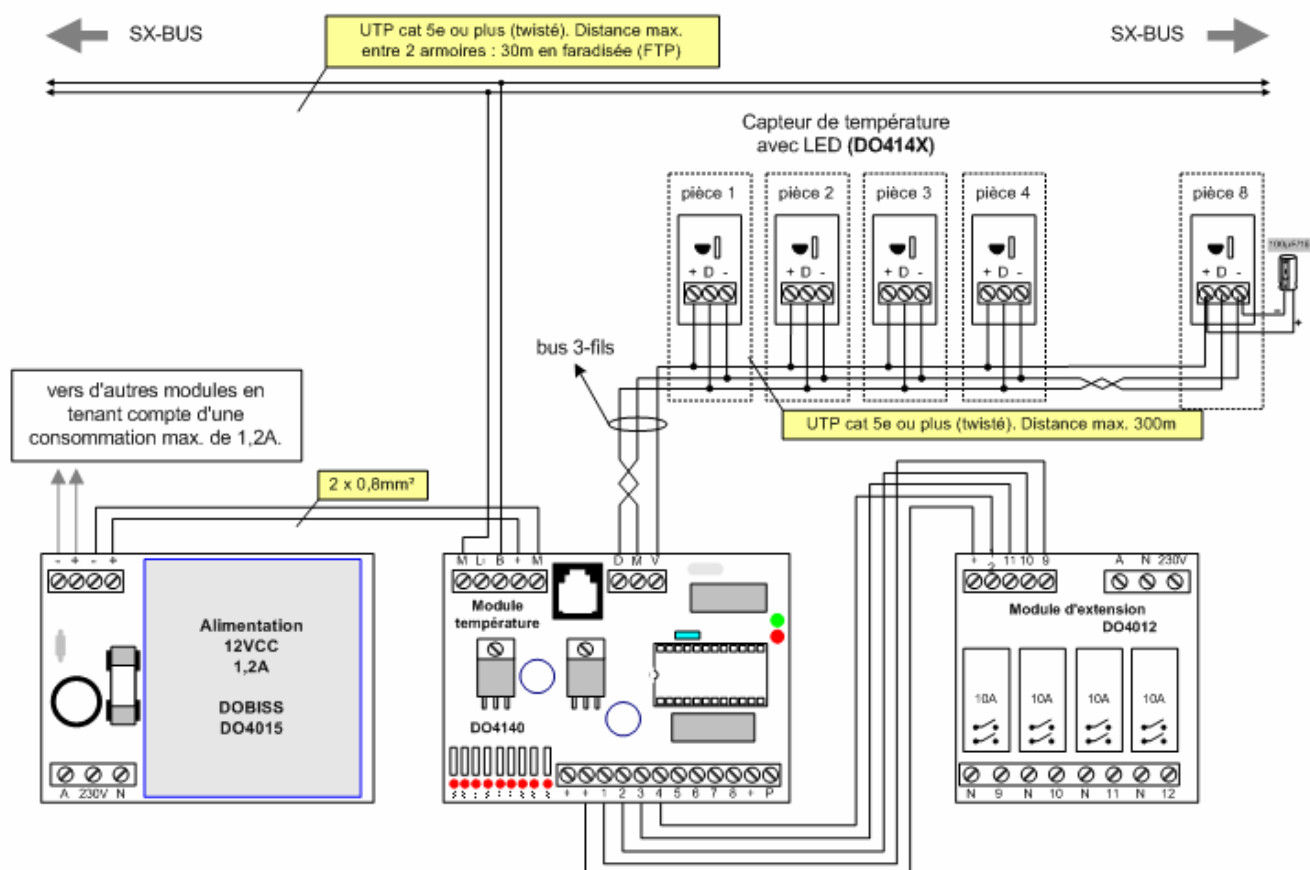 SX-BUS
UTP cat 5e ou plus (twisté). Distance max.
entre 2 armoires : 30m en faradisée (FTP)
SX-BUS
Capteur de température
avec LED (DO414X)
pièce 1
pièce 2
pièce 3
pièce 4
pièce 8
+ D -
+ D -
+ D -
+ D -
+ D -
-
+
bus 3-fils
vers d'autres modules en
tenant compte d'une
consommation max. de 1,2A.
UTP cat 5e ou plus (twisté). Distance max. 300m
2 x 0,8mm²
- + - +
M L- B + M
D M V
+ 12 11 10 9
A N 230V
Alimentation
12VCC
1,2A
DOBISS
DO4015
Module
température
DO4140
Module d'extension
DO4012
10A 10A 10A 10A
A 230V N
+ + 1 2 3 4 5 6 7 8 + P
N 9 N 10 N 11 N 12